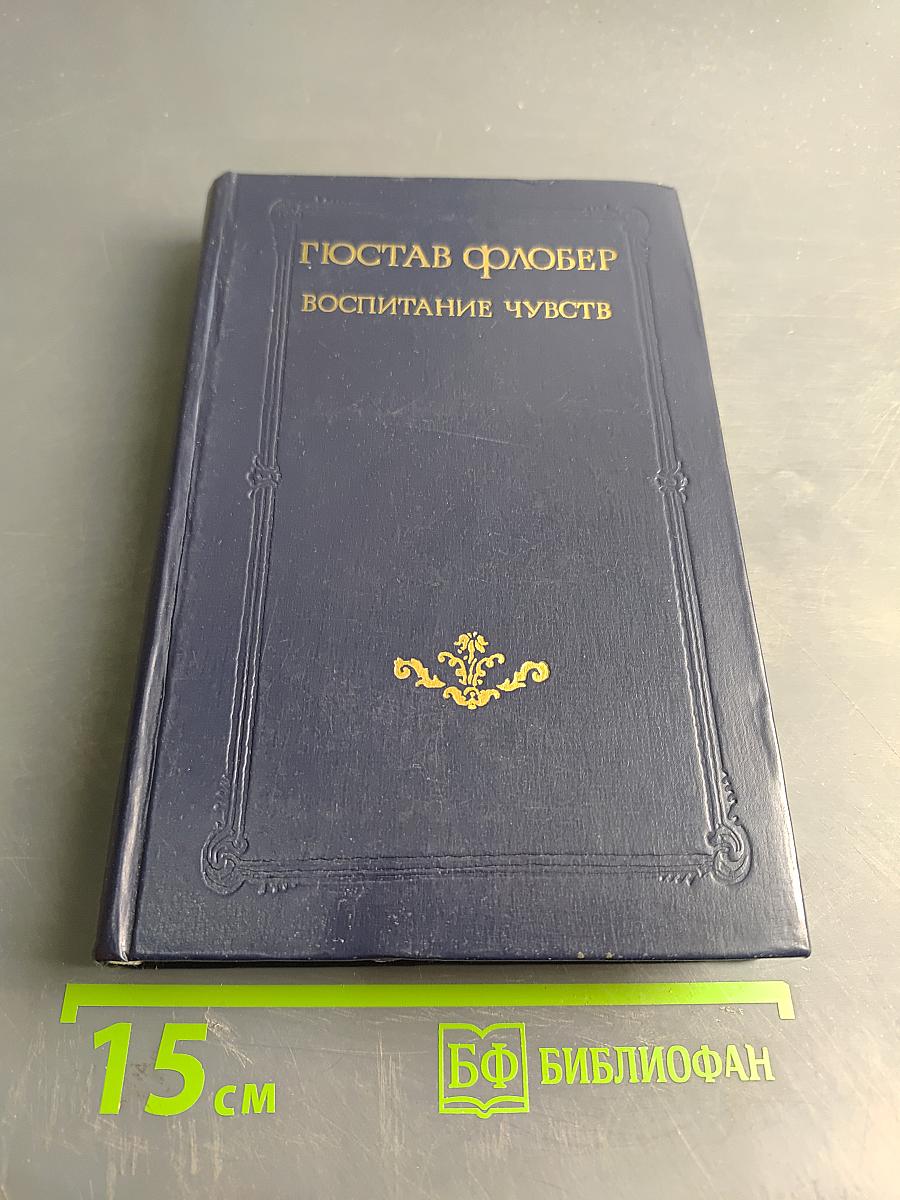 ГЮСТАВ ФЛОБЕР
ВОСПИТАНИЕ ЧУВСТВ
15 см
БФ БИБЛИОФАН